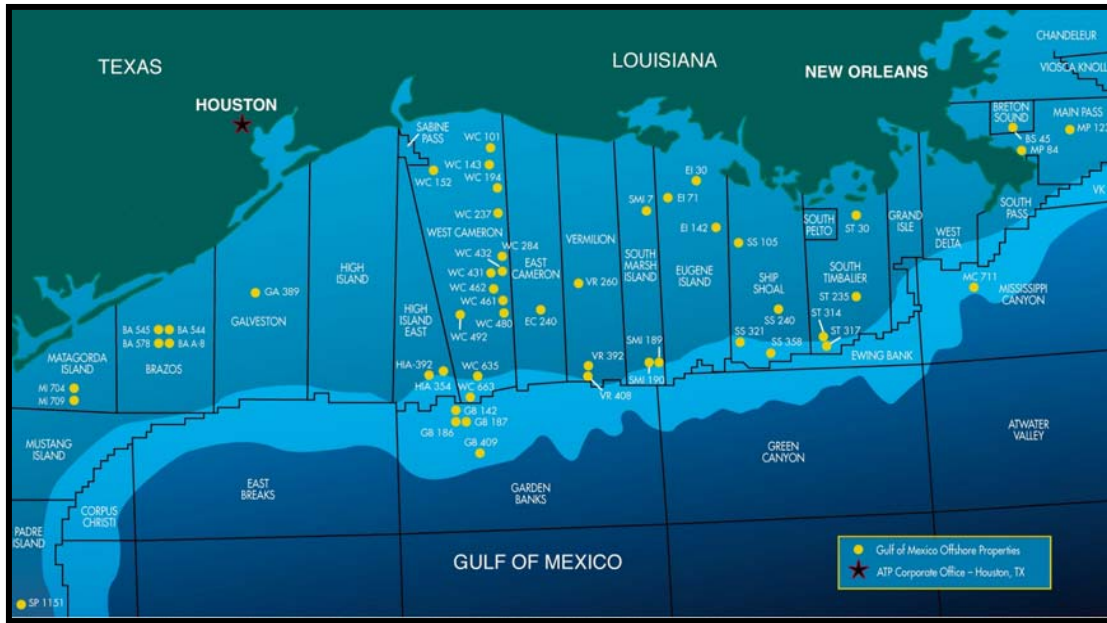 CHANDELEUR
TEXAS
LOUISIANA
VIOSCA KNOLL
NEW ORLEANS
HOUSTON
BRETON
SOUND
MAIN PASS
SABINE
PASS
WC 101
BS 45
MP 84
WC 143
WC 152
WC 194
EI 30
EI 71
SMI 7
VK
SOUTH
PASS
WC 237
WEST CAMERON
WC 284
WC 432
EAST
CAMERON
VERMILION
SOUTH
MARSH
ISLAND
EI 142
EUGENE
ISLAND
SS 105
SOUTH
PELTO
ST 30
GRAND
ISLE
WEST
DELTA
HIGH
ISLAND
WC 431
WC 462
WC 461
WC 480
WC 492
VR 260
SHIP
SHOAL
SOUTH
TIMBALIER
MC 711
MISSISSIPPI
CANYON
GA 389
GALVESTON
HIGH
ISLAND
EAST
EC 240
SS 240
ST 235
ST 314
ST 317
BA 545
BA 544
BA 578
BA A-8
MATAGORDA
ISLAND
BRAZOS
SS 321
SS 358
EWING BANK
SMI 189
SMI 190
VR 392
VR 408
HIA-392
HIA 354
WC 635
WC 663
MI 704
MI 709
GB 142
GB 187
GB 186
GB 409
MUSTANG
ISLAND
EAST
BREAKS
GARDEN
BANKS
GREEN
CANYON
ATWATER
VALLEY
CORPUS
CHRISTI
PADRE
ISLAND
GULF OF MEXICO
Gulf of Mexico Offshore Properties
ATP Corporate Office – Houston, TX
SP 1151